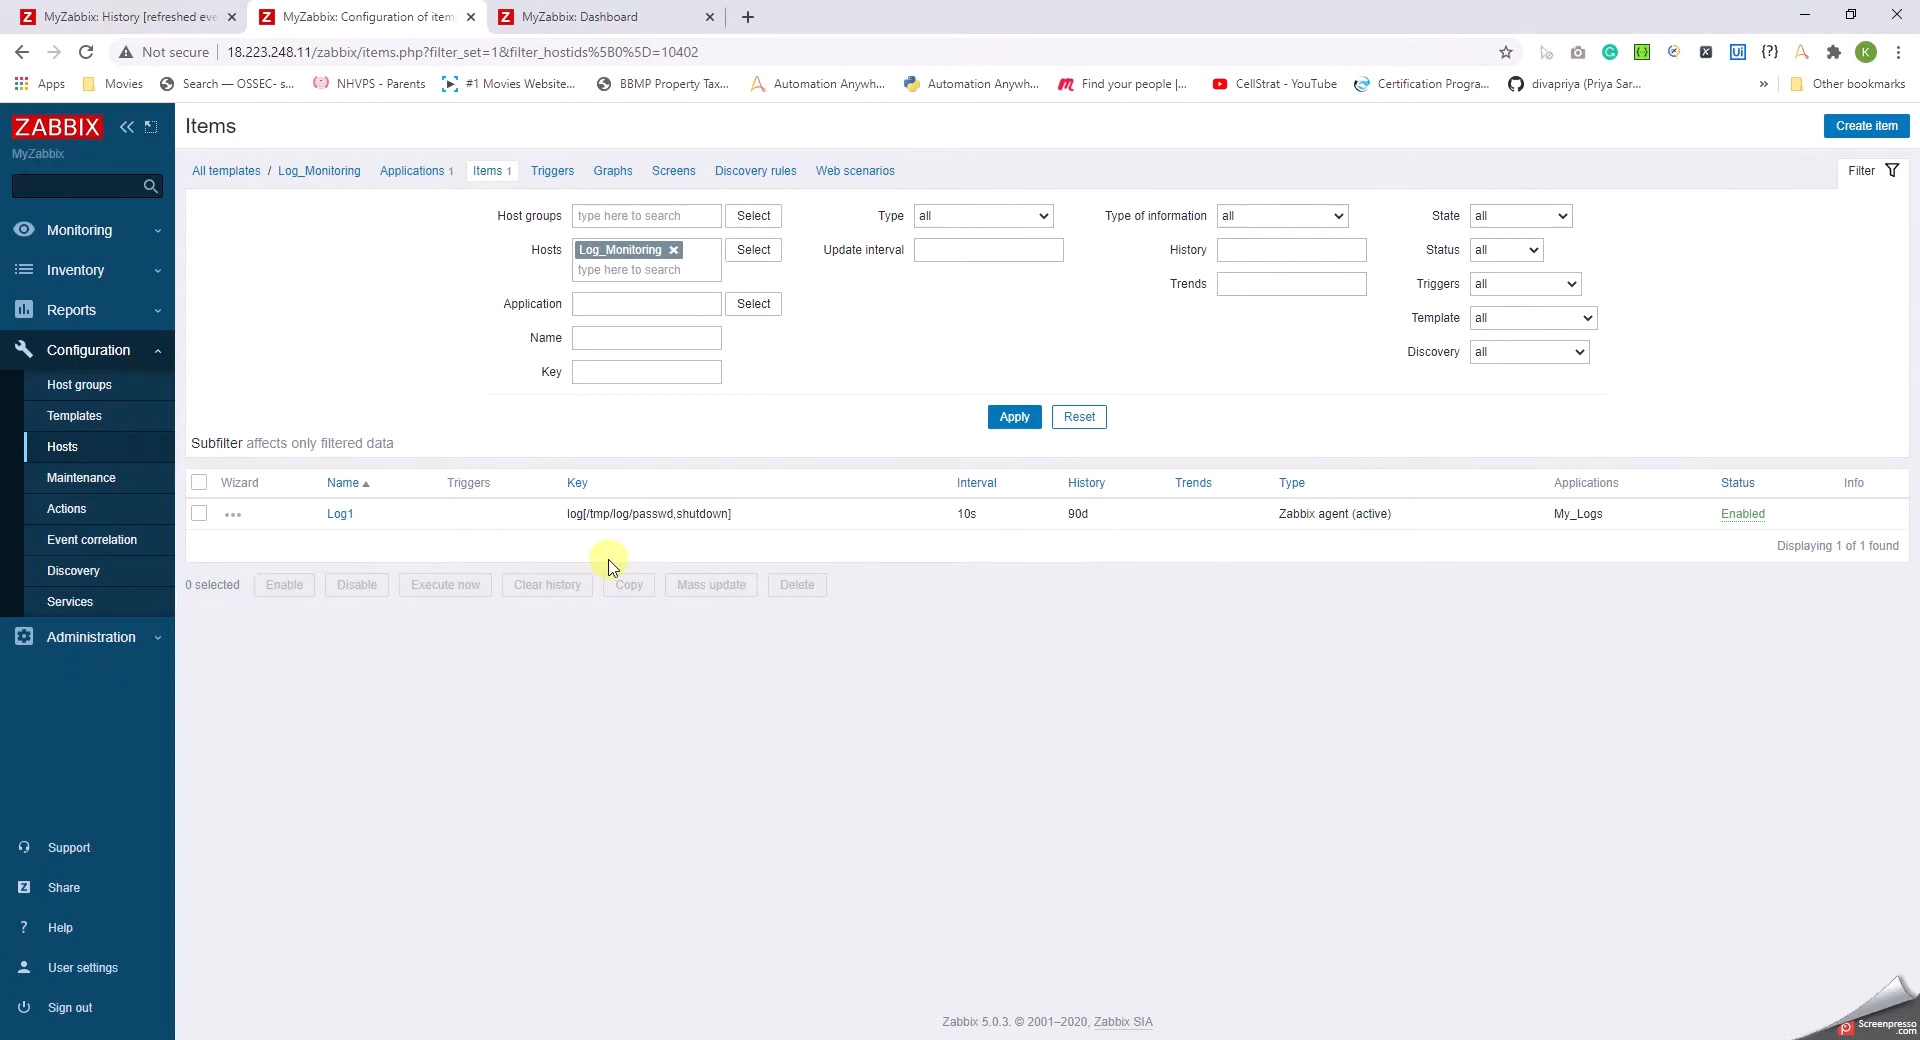 MyZabbix: History [refreshed eve
MyZabbix: Configuration of item
MyZabbix: Dashboard
Not secure
18.223.248.11/zabbix/items.php?filter_set=1&filter_hostids%5B0%5D=10402
K
Apps
Movies
Search — OSSEC- s...
NHVPS - Parents
#1 Movies Website...
BBMP Property Tax...
Automation Anywh...
Automation Anywh...
Find your people |...
CellStrat - YouTube
Certification Progra...
divapriya (Priya Sar...
»
Other bookmarks
ZABBIX
MyZabbix
Monitoring
Inventory
Reports
Configuration
Host groups
Templates
Hosts
Maintenance
Actions
Event correlation
Discovery
Services
Administration
Support
Share
Help
User settings
Sign out
Items
Create item
All templates / Log_Monitoring Applications 1 Items 1 Triggers Graphs Screens Discovery rules Web scenarios
Filter
Host groups type here to search Select Type all Type of information all State all
Hosts Log_Monitoring Select Update interval History Status all
type here to search
Trends Triggers all
Application Select
Template all
Name
Discovery all
Key
Apply Reset
Subfilter affects only filtered data
Wizard Name Triggers Key Interval History Trends Type Applications Status Info
Log1 log[/tmp/log/passwd,shutdown] 10s 90d Zabbix agent (active) My_Logs Enabled
Displaying 1 of 1 found
0 selected Enable Disable Execute now Clear history Copy Mass update Delete
Zabbix 5.0.3. © 2001–2020, Zabbix SIA
Screenpresso
.com